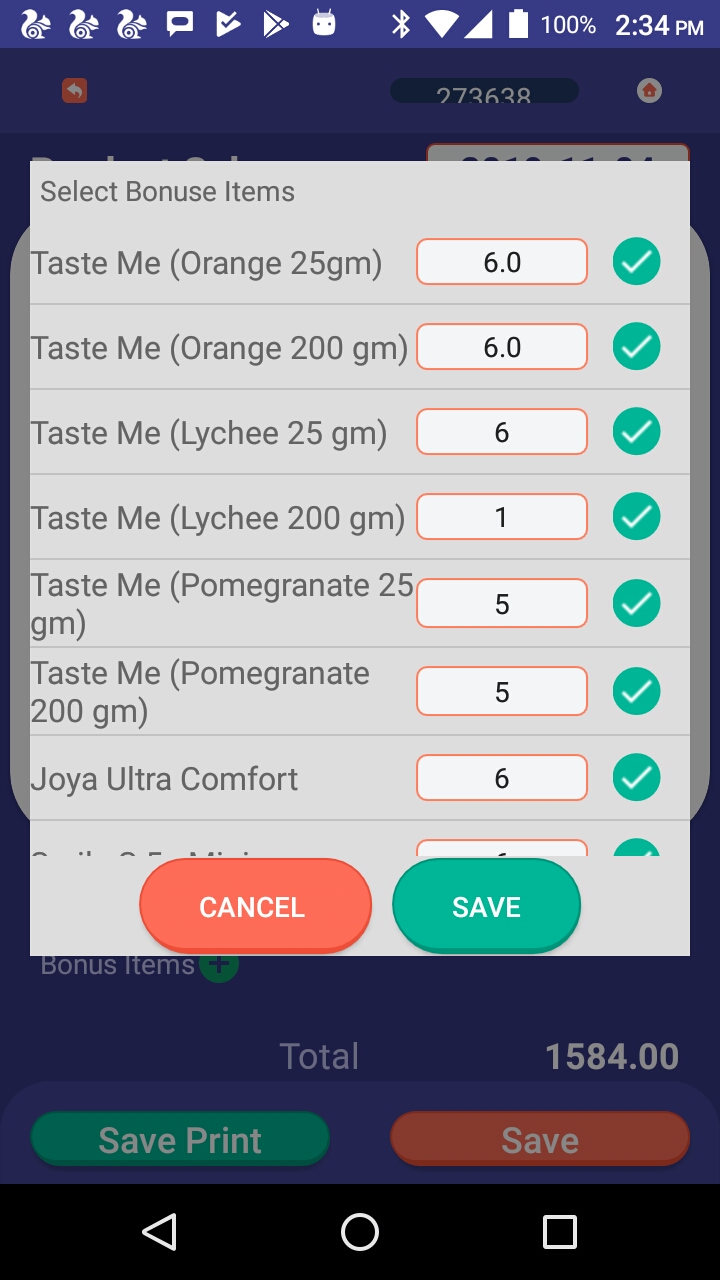 100% 2:34 PM
273638
Select Bonuse Items
Taste Me (Orange 25gm) 6.0
Taste Me (Orange 200 gm) 6.0
Taste Me (Lychee 25 gm) 6
Taste Me (Lychee 200 gm) 1
Taste Me (Pomegranate 25
gm) 5
Taste Me (Pomegranate
200 gm) 5
Joya Ultra Comfort 6
CANCEL SAVE
Bonus Items
Total 1584.00
Save Print Save